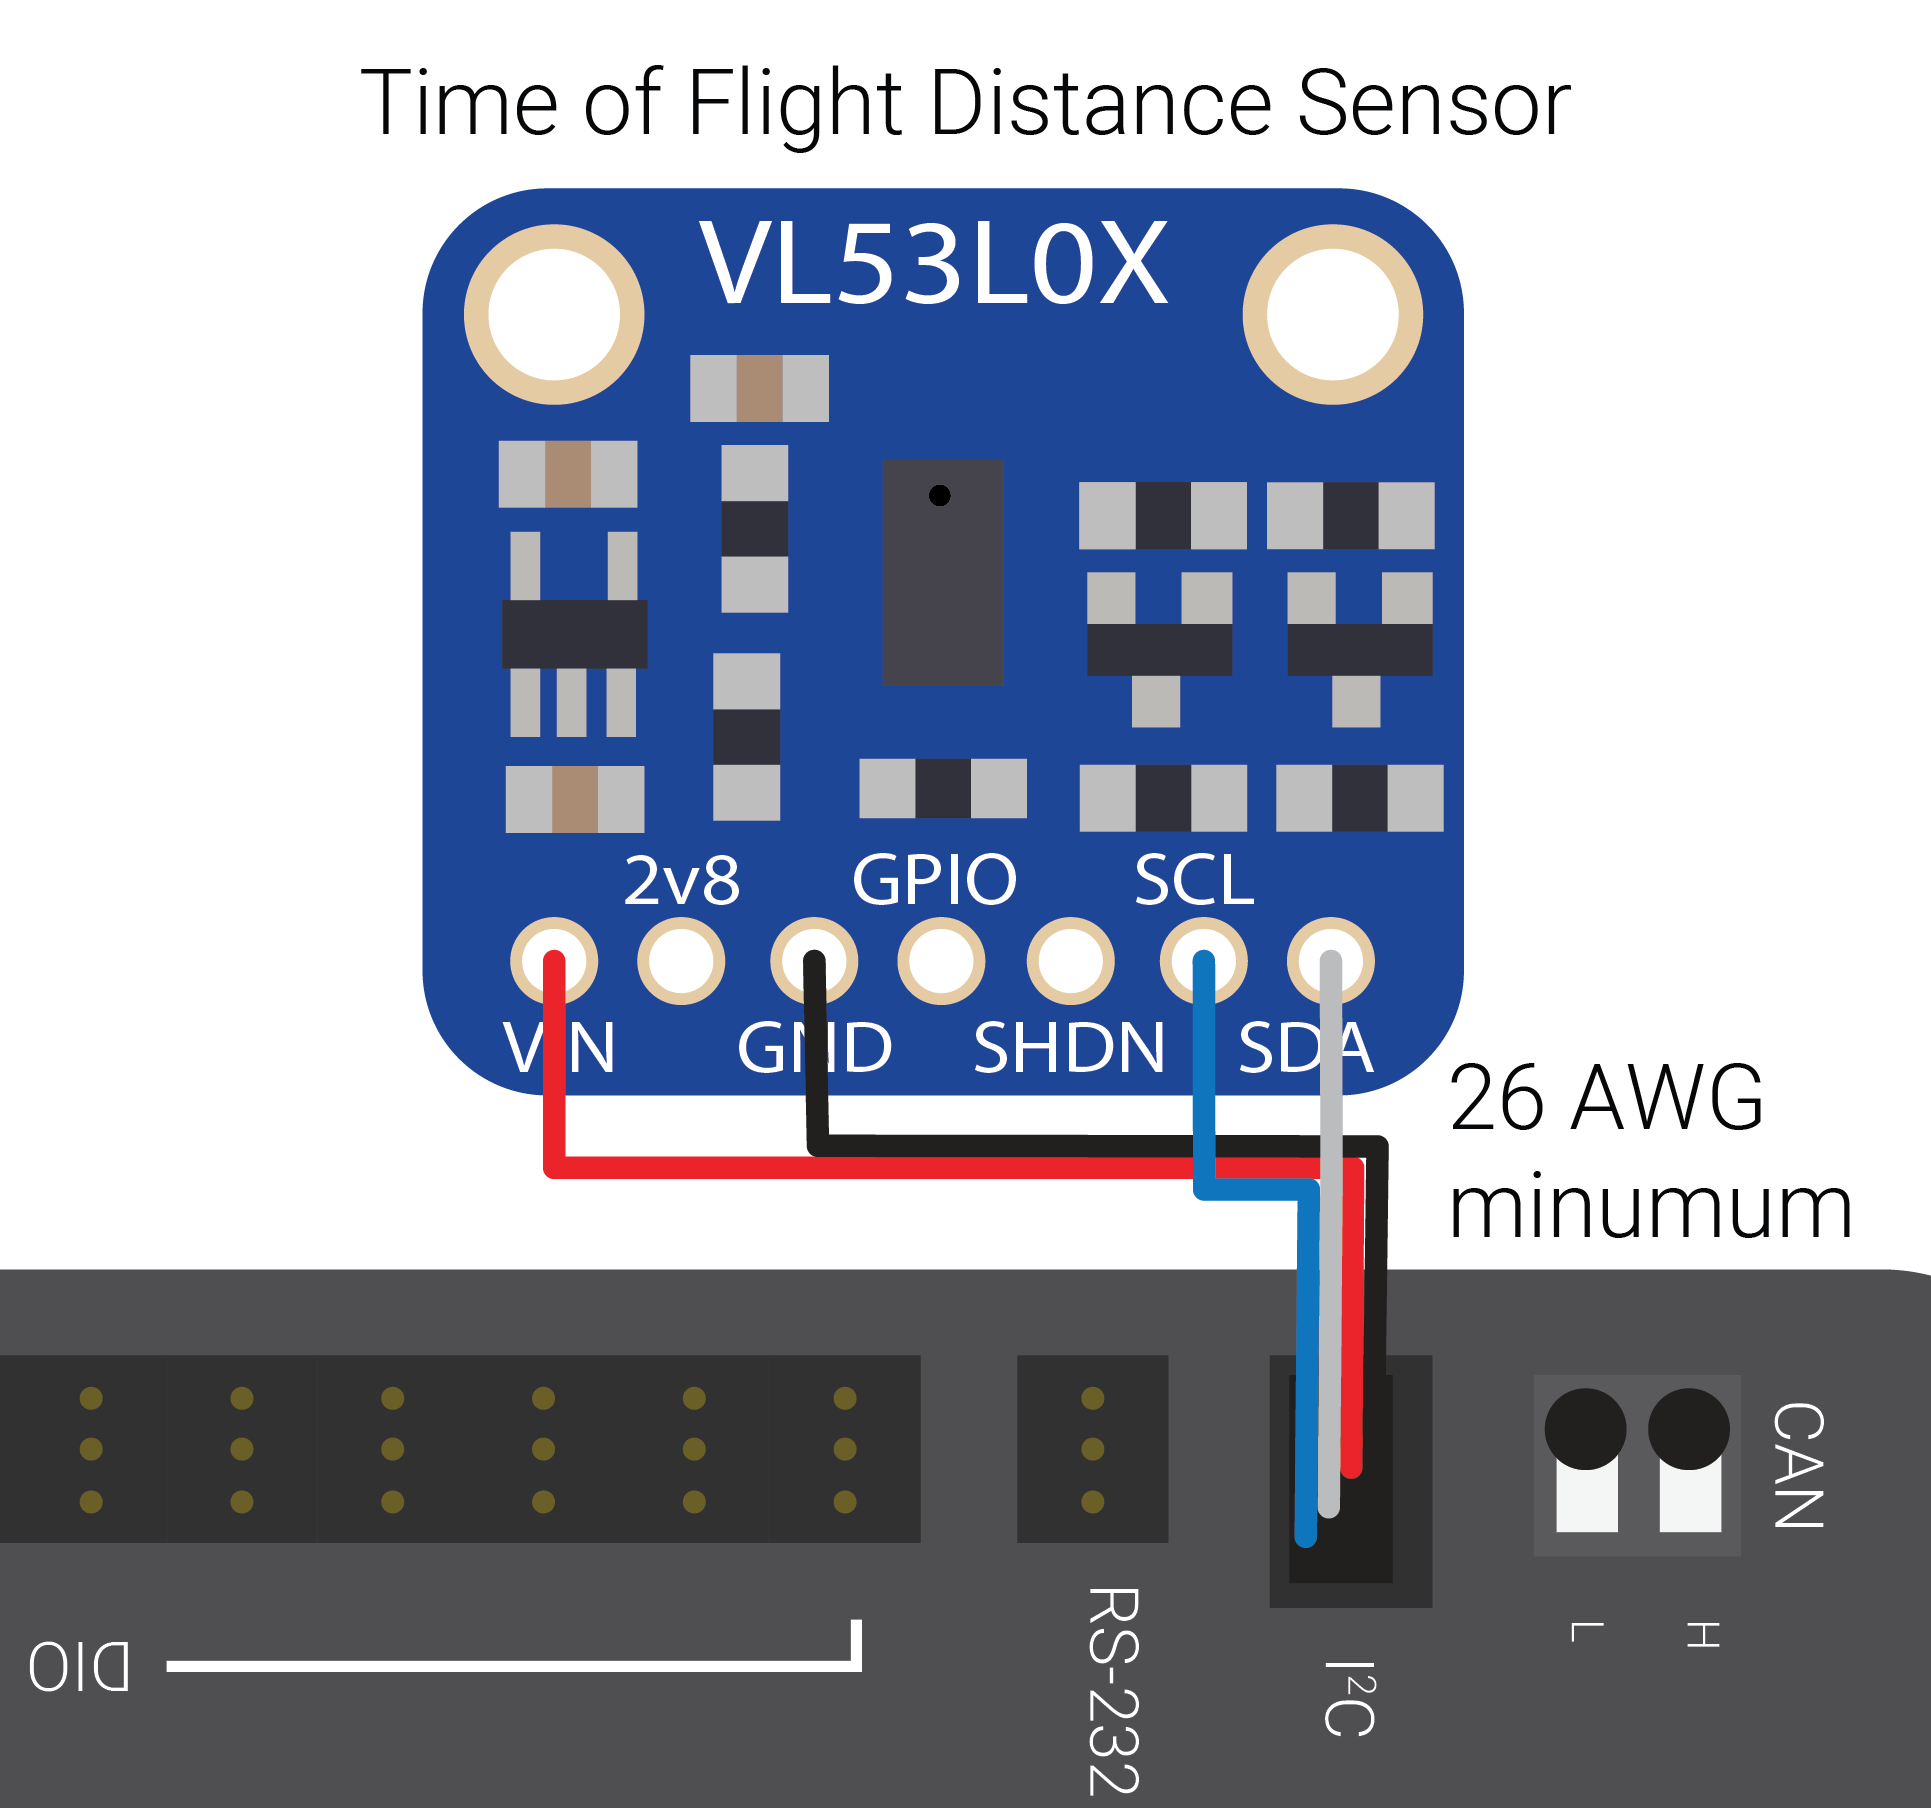 Time of Flight Distance Sensor
VL53L0X
2v8 GPIO SCL
VIN GND SHDN SDA
26 AWG
minumum
CAN
L H
DIO
RS-232
I²C